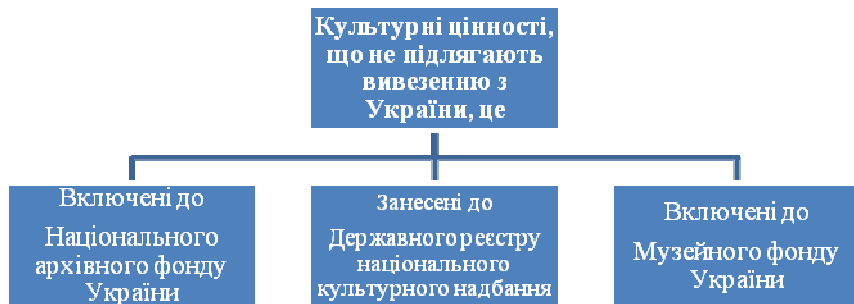 Культурні цінності,
що не підлягають
вивезенню з
України, це
Включені до
Національного
архівного фонду
України
Занесені до
Державного реєстру
національного
культурного надбання
Включені до
Музейного фонду
України